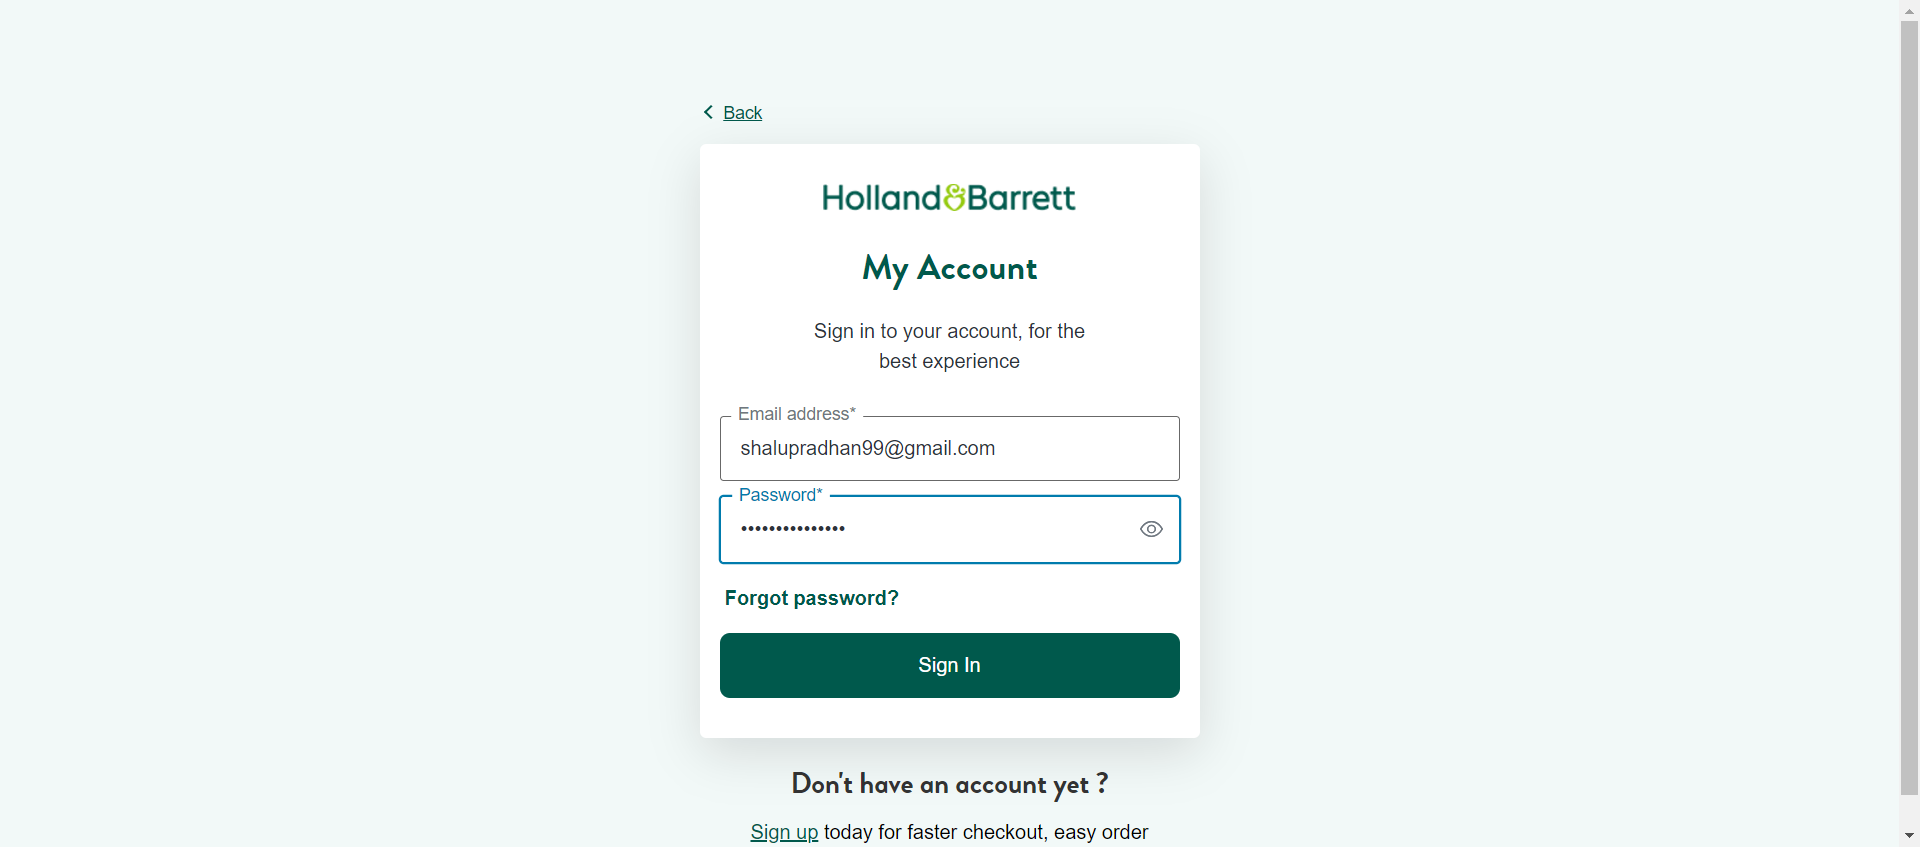 Back
Holland&Barrett
My Account
Sign in to your account, for the
best experience
Email address*
shalupradhan99@gmail.com
Password*
•••••••••••••••
Forgot password?
Sign In
Don't have an account yet ?
Sign up today for faster checkout, easy order